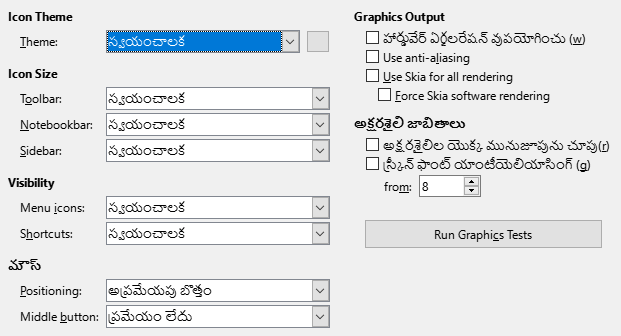 Icon Theme
Theme: స్వయంచాలక
Icon Size
Toolbar: స్వయంచాలక
Notebookbar: స్వయంచాలక
Sidebar: స్వయంచాలక
Visibility
Menu icons: స్వయంచాలక
Shortcuts: స్వయంచాలక
మౌస్
Positioning: అప్రమేయపు బొత్తం
Middle button: ప్రమేయం లేదు
Graphics Output
హార్డువేర్ ఏగ్జలరేషన్ వుపయోగించు (w)
Use anti-aliasing
Use Skia for all rendering
Force Skia software rendering
అక్షరశైలి జాబితాలు
అక్షరశైలిల యొక్క మునుజూపును చూపు(r)
స్క్రీన్ ఫాంట్ యాంటీయేలియాసింగ్ (g)
from: 8
Run Graphics Tests